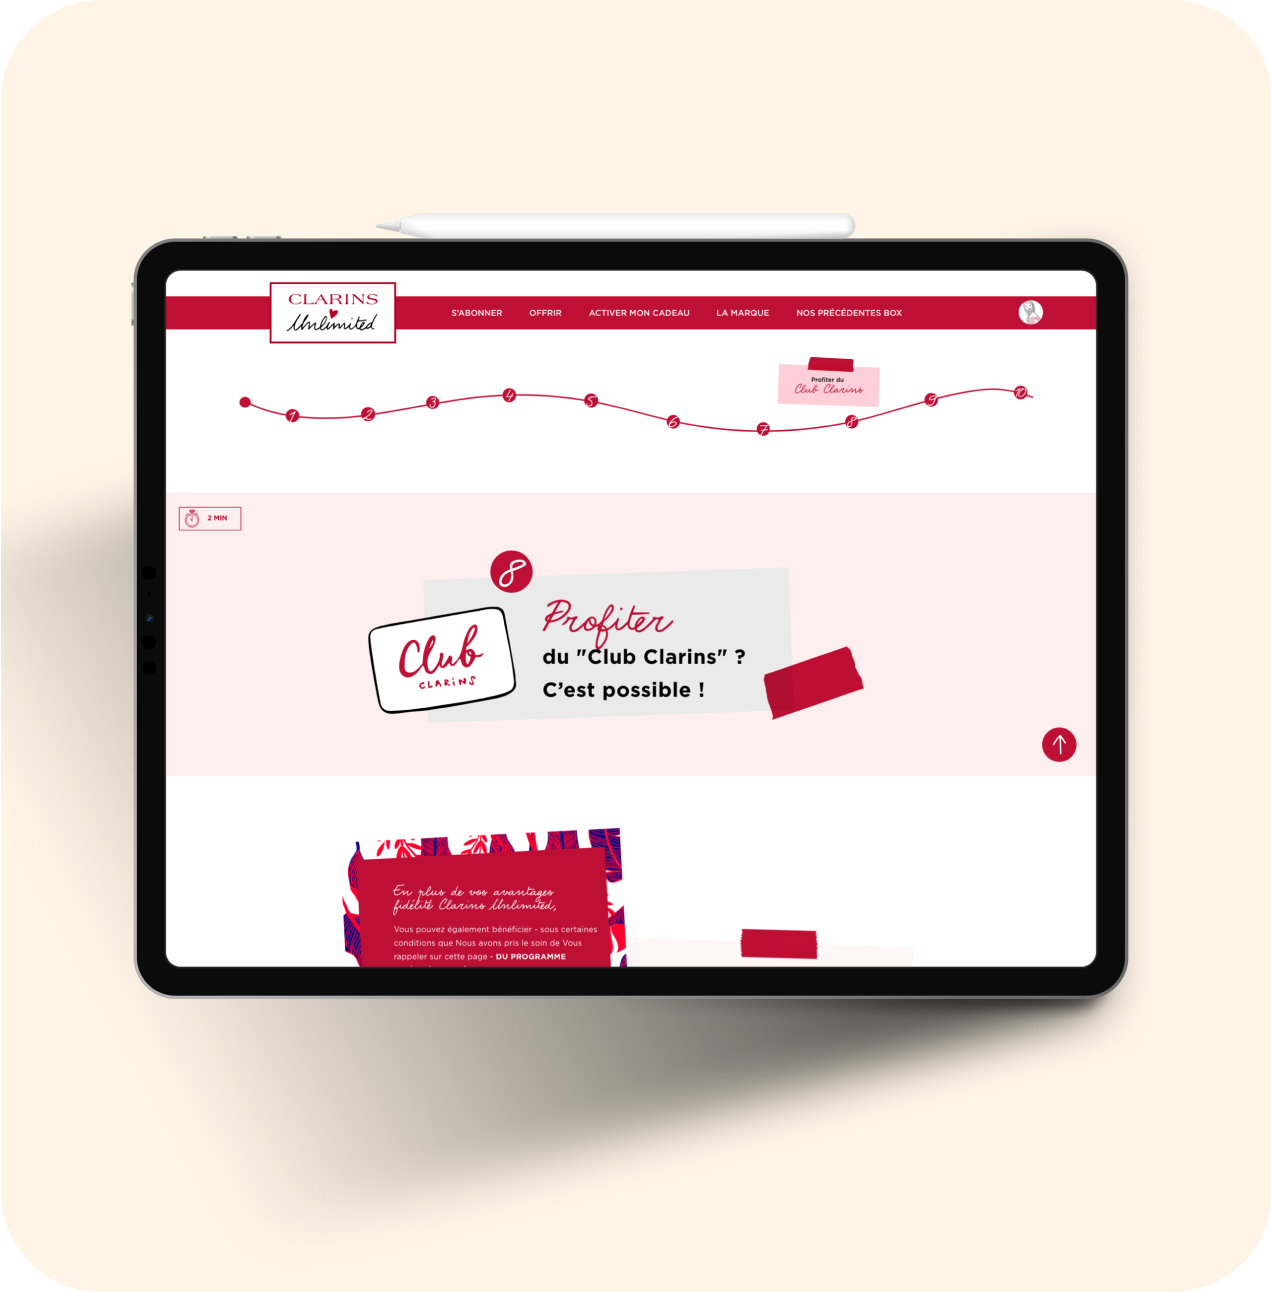 CLARINS
Unlimited
S'ABONNER OFFRIR ACTIVER MON CADEAU LA MARQUE NOS PRÉCÉDENTES BOX
Profiter du
Club Clarins
1 2 3 4 5 6 7 8 9 10
2 MIN
8
Club
CLARINS
Profiter
du "Club Clarins" ?
C'est possible !
En plus de vos avantages
fidélité Clarins Unlimited,
Vous pouvez également bénéficier - sous certaines
conditions que Nous avons pris le soin de Vous
rappeler sur cette page - DU PROGRAMME